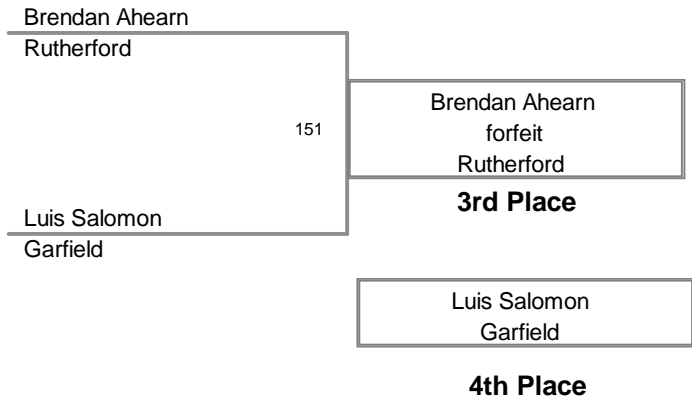 Brendan Ahearn
Rutherford
151
Brendan Ahearn
forfeit
Rutherford
3rd Place
Luis Salomon
Garfield
Luis Salomon
Garfield
4th Place